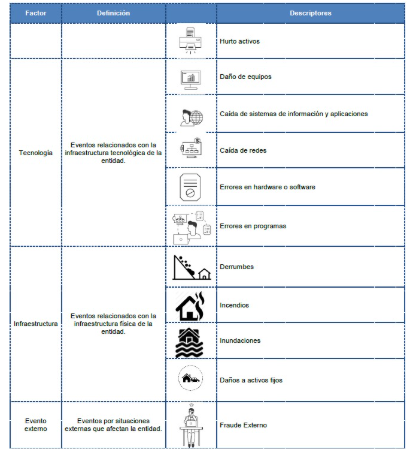 Factor Definición Descriptores
Hurto activos
Daño de equipos
Caída de sistemas de información y aplicaciones
Tecnología
Eventos relacionados con la
infraestructura tecnológica de la
entidad.
Caída de redes
Errores en hardware o software
Errores en programas
Derrumbes
Infraestructura
Eventos relacionados con la
infraestructura física de la
entidad.
Incendios
Inundaciones
Daños a activos fijos
Evento
externo
Eventos por situaciones
externas que afectan la entidad.
Fraude Externo